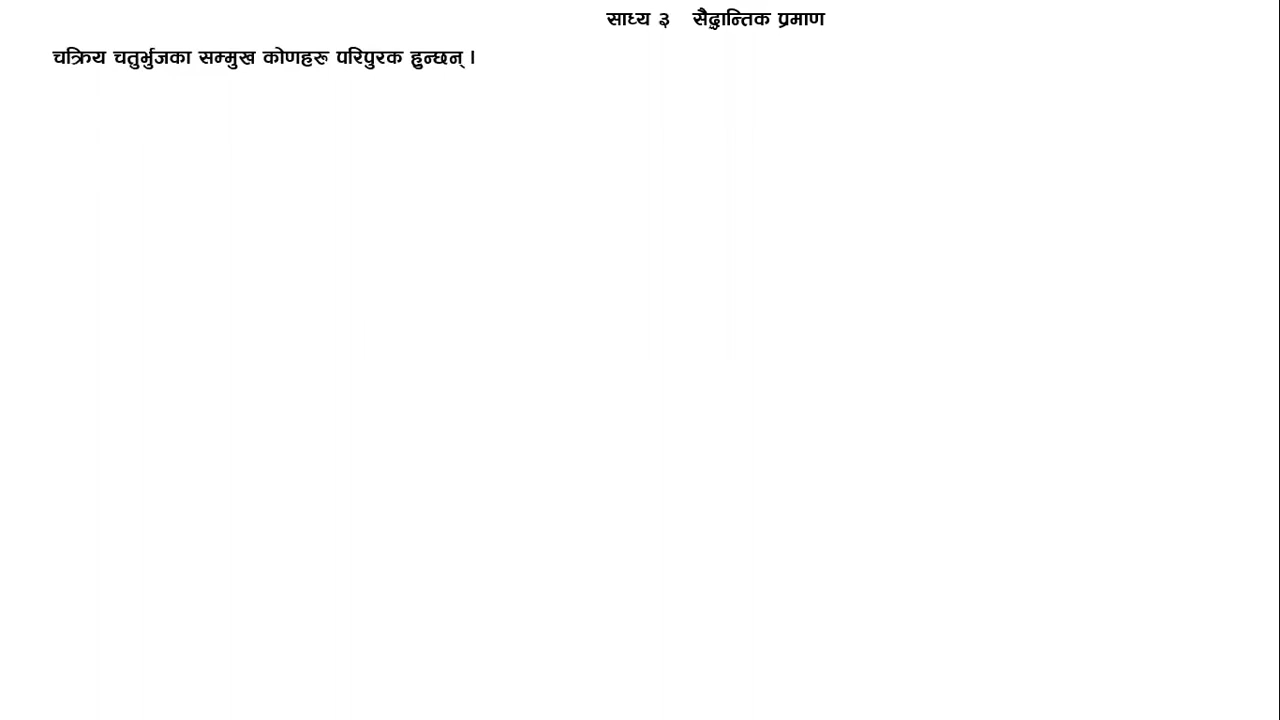 साध्य ३ सैद्धान्तिक प्रमाण
चक्रिय चतुर्भुजका सम्मुख कोणहरू परिपुरक हुन्छन् ।